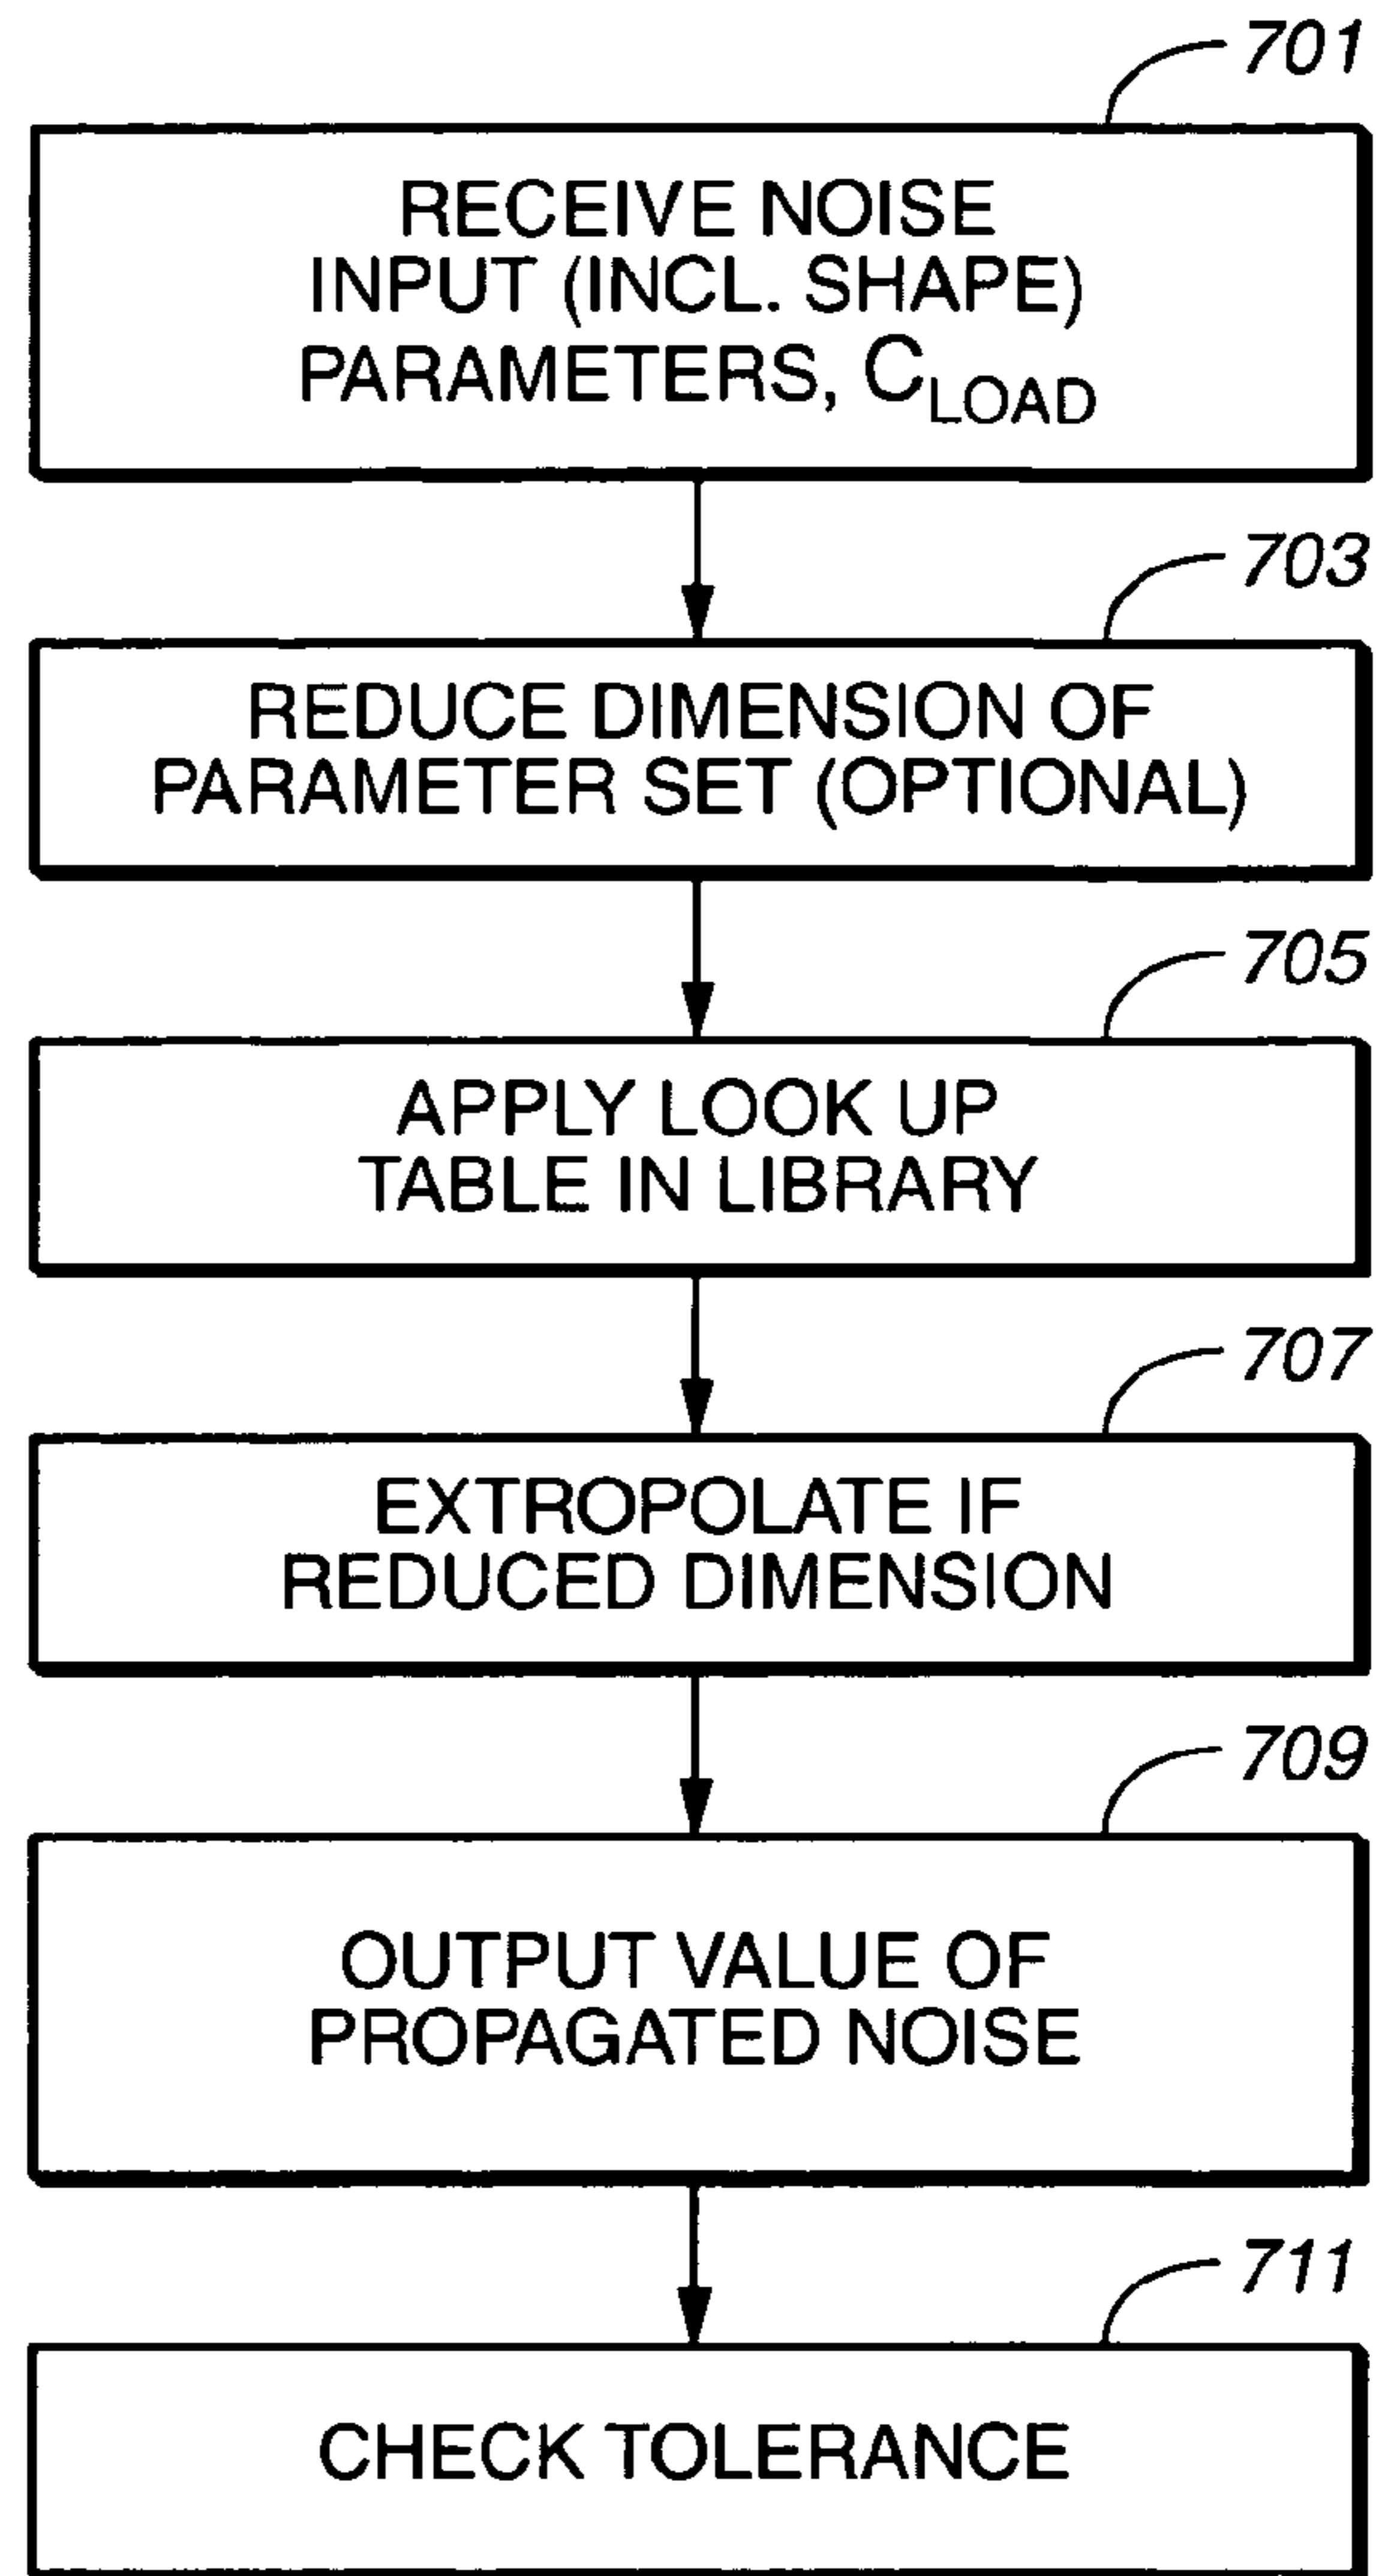 701
RECEIVE NOISE
INPUT (INCL. SHAPE)
PARAMETERS, CLOAD
703
REDUCE DIMENSION OF
PARAMETER SET (OPTIONAL)
705
APPLY LOOK UP
TABLE IN LIBRARY
707
EXTROPOLATE IF
REDUCED DIMENSION
709
OUTPUT VALUE OF
PROPAGATED NOISE
711
CHECK TOLERANCE